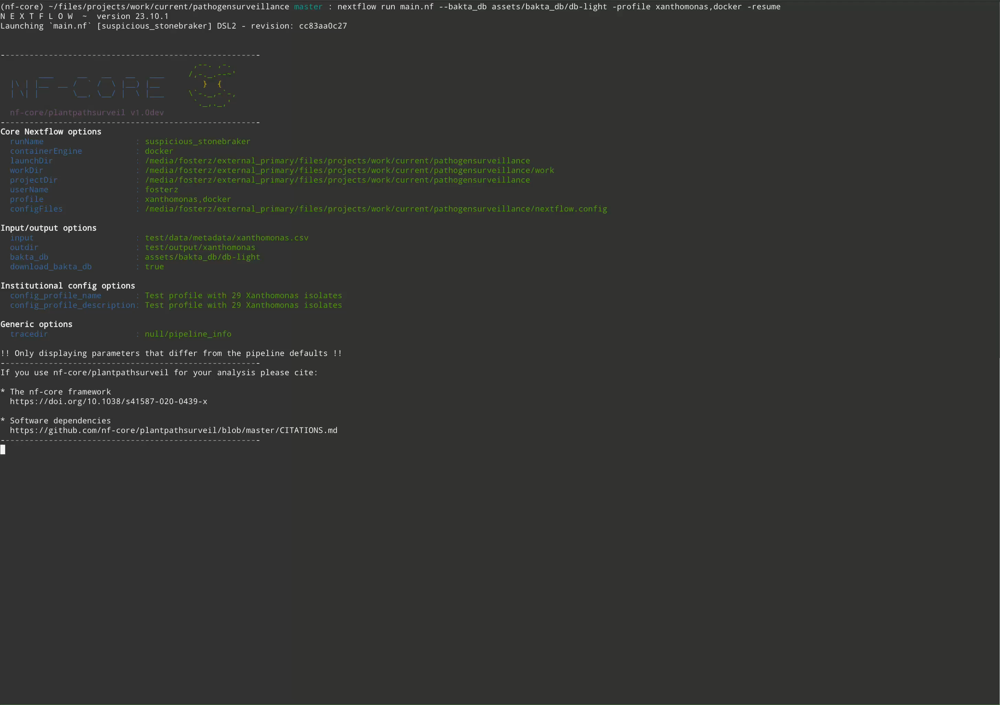 (nf-core) ~/files/projects/work/current/pathogensurveillance master : nextflow run main.nf --bakta_db assets/bakta_db/db-light -profile xanthomonas,docker -resume
N E X T F L O W  ~  version 23.10.1
Launching `main.nf` [suspicious_stonebraker] DSL2 - revision: cc83aa0c27
------------------------------------------------------
                                        ,--. ,-.
        ___     __   __   __   ___     /,-._.--~'
  |\ | |__  __ /  ` /  \ |__) |__         }  {
  | \| |       \__, \__/ |  \ |___     \`-._,-`-,
                                        `._,._,'
  nf-core/plantpathsurveil v1.0dev
------------------------------------------------------
Core Nextflow options
  runName                   : suspicious_stonebraker
  containerEngine           : docker
  launchDir                 : /media/fosterz/external_primary/files/projects/work/current/pathogensurveillance
  workDir                   : /media/fosterz/external_primary/files/projects/work/current/pathogensurveillance/work
  projectDir                : /media/fosterz/external_primary/files/projects/work/current/pathogensurveillance
  userName                  : fosterz
  profile                   : xanthomonas,docker
  configFiles               : /media/fosterz/external_primary/files/projects/work/current/pathogensurveillance/nextflow.config
Input/output options
  input                     : test/data/metadata/xanthomonas.csv
  outdir                    : test/output/xanthomonas
  bakta_db                  : assets/bakta_db/db-light
  download_bakta_db         : true
Institutional config options
  config_profile_name       : Test profile with 29 Xanthomonas isolates
  config_profile_description: Test profile with 29 Xanthomonas isolates
Generic options
  tracedir                  : null/pipeline_info
!! Only displaying parameters that differ from the pipeline defaults !!
------------------------------------------------------
If you use nf-core/plantpathsurveil for your analysis please cite:
* The nf-core framework
  https://doi.org/10.1038/s41587-020-0439-x
* Software dependencies
  https://github.com/nf-core/plantpathsurveil/blob/master/CITATIONS.md
------------------------------------------------------